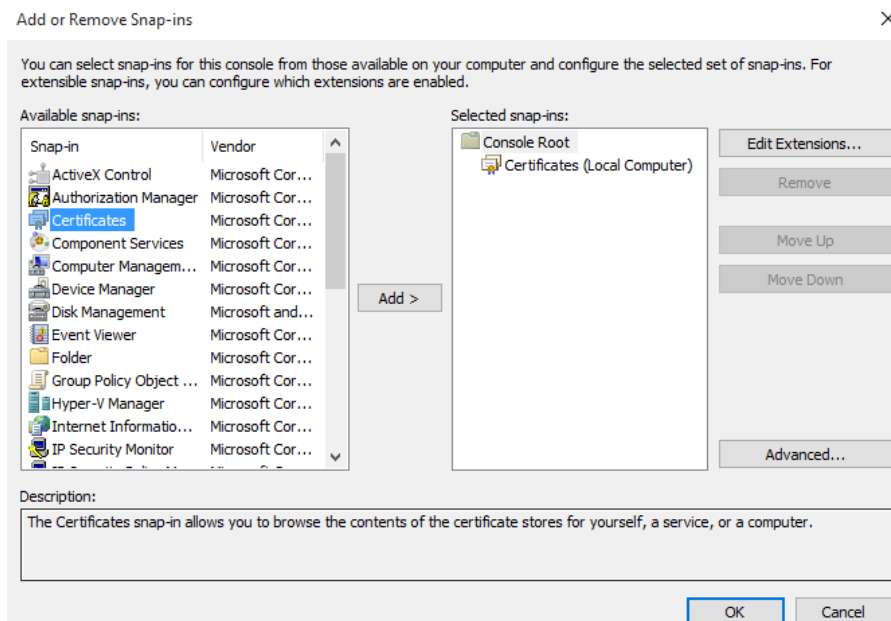 Add or Remove Snap-ins
You can select snap-ins for this console from those available on your computer and configure the selected set of snap-ins. For
extensible snap-ins, you can configure which extensions are enabled.
Available snap-ins:
Snap-in Vendor
ActiveX Control Microsoft Cor...
Authorization Manager Microsoft Cor...
Certificates Microsoft Cor...
Component Services Microsoft Cor...
Computer Managem... Microsoft Cor...
Device Manager Microsoft Cor...
Disk Management Microsoft and...
Event Viewer Microsoft Cor...
Folder Microsoft Cor...
Group Policy Object ... Microsoft Cor...
Hyper-V Manager Microsoft Cor...
Internet Informatio... Microsoft Cor...
IP Security Monitor Microsoft Cor...
Add >
Selected snap-ins:
Console Root
Certificates (Local Computer)
Edit Extensions...
Remove
Move Up
Move Down
Advanced...
Description:
The Certificates snap-in allows you to browse the contents of the certificate stores for yourself, a service, or a computer.
OK
Cancel